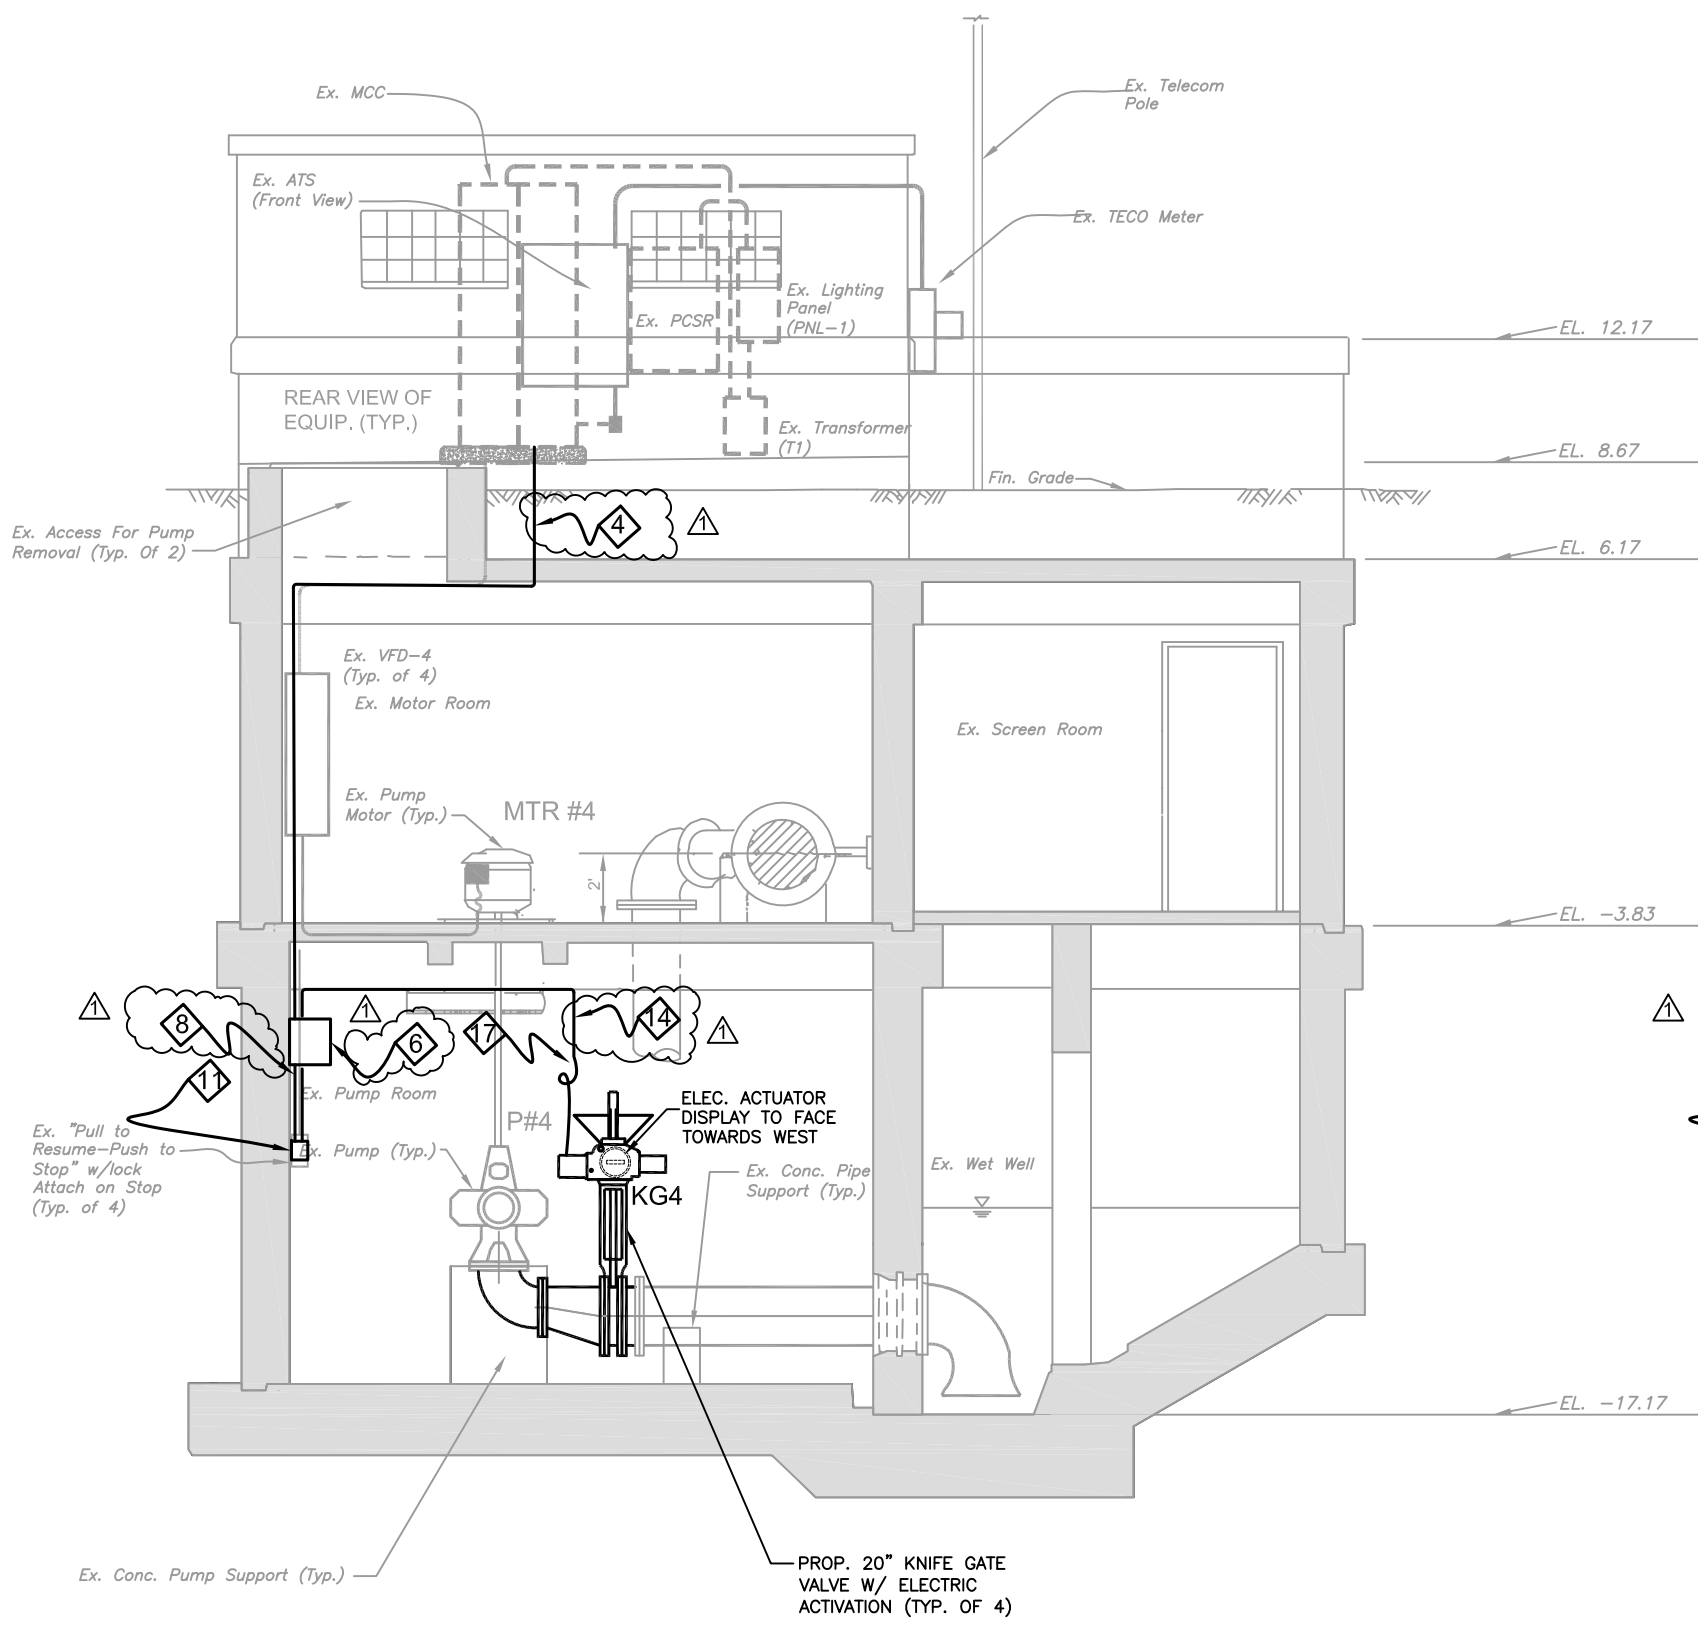 Ex. MCC
Ex. Telecom
Pole
Ex. ATS
(Front View)
Ex. TECO Meter
Ex. Lighting
Panel
(PNL-1)
Ex. PCSR
EL. 12.17
REAR VIEW OF
EQUIP. (TYP.)
Ex. Transformer
(T1)
EL. 8.67
Fin. Grade
4
1
Ex. Access For Pump
Removal (Typ. Of 2)
EL. 6.17
Ex. VFD-4
(Typ. of 4)
Ex. Motor Room
Ex. Screen Room
Ex. Pump
Motor (Typ.)
MTR #4
2'
EL. -3.83
1
8
1
6
17
14
1
1
11
Ex. Pump Room
Ex. "Pull to
Resume-Push to
Stop" w/lock
Attach on Stop
(Typ. of 4)
P#4
Ex. Pump (Typ.)
ELEC. ACTUATOR
DISPLAY TO FACE
TOWARDS WEST
KG4
Ex. Conc. Pipe
Support (Typ.)
Ex. Wet Well
EL. -17.17
Ex. Conc. Pump Support (Typ.)
PROP. 20" KNIFE GATE
VALVE W/ ELECTRIC
ACTIVATION (TYP. OF 4)